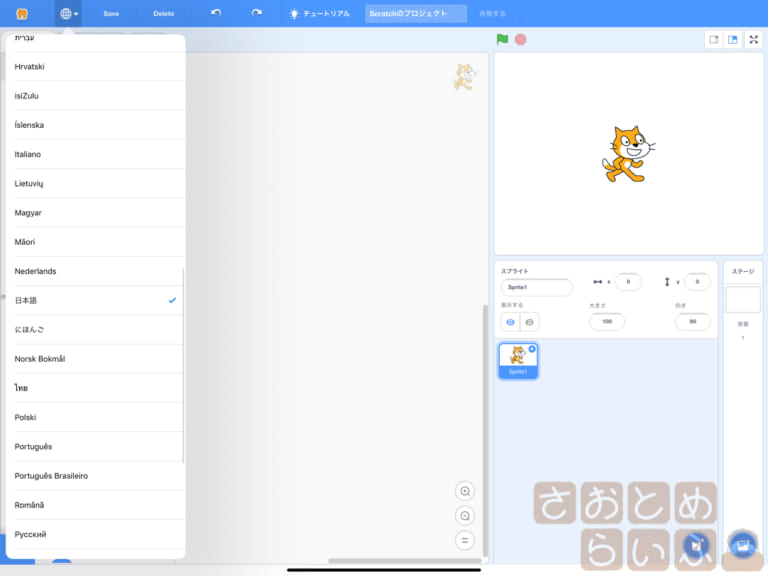 Save
Delete
チュートリアル
Scratchのプロジェクト
共有する
עברית
Hrvatski
isiZulu
Íslenska
Italiano
Lietuvių
Magyar
Māori
Nederlands
日本語
にほんご
Norsk Bokmål
ไทย
Polski
Português
Português Brasileiro
Română
Русский
スプライト
Sprite1
x
0
y
0
表示する
大きさ
100
向き
90
Sprite1
ステージ
背景
1
さおとめ
らいふ